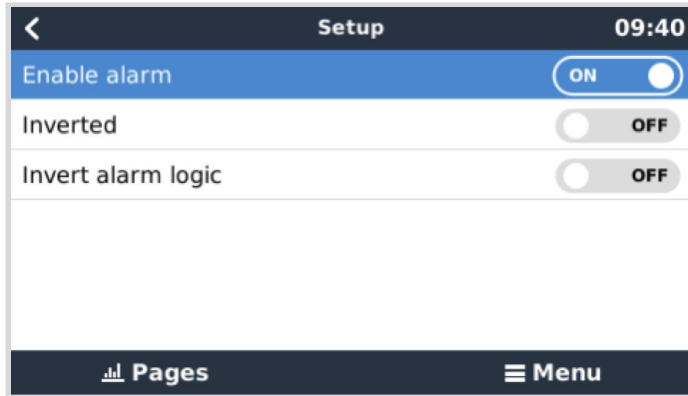 Setup 09:40
Enable alarm ON
Inverted OFF
Invert alarm logic OFF
Pages Menu